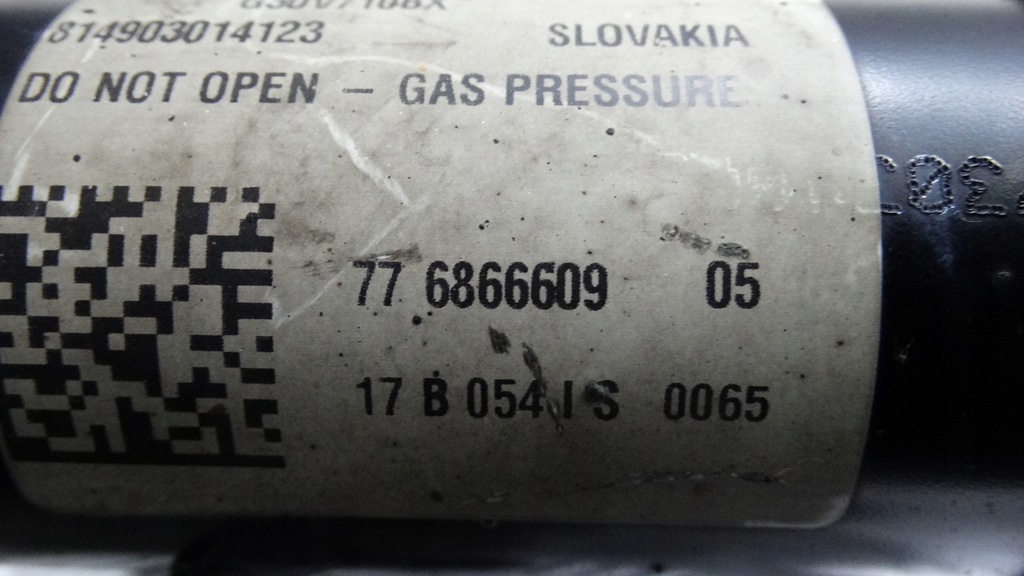 814903014123 SLOVAKIA
DO NOT OPEN – GAS PRESSURE
77 6866609 05
17 B 054 I S 0065